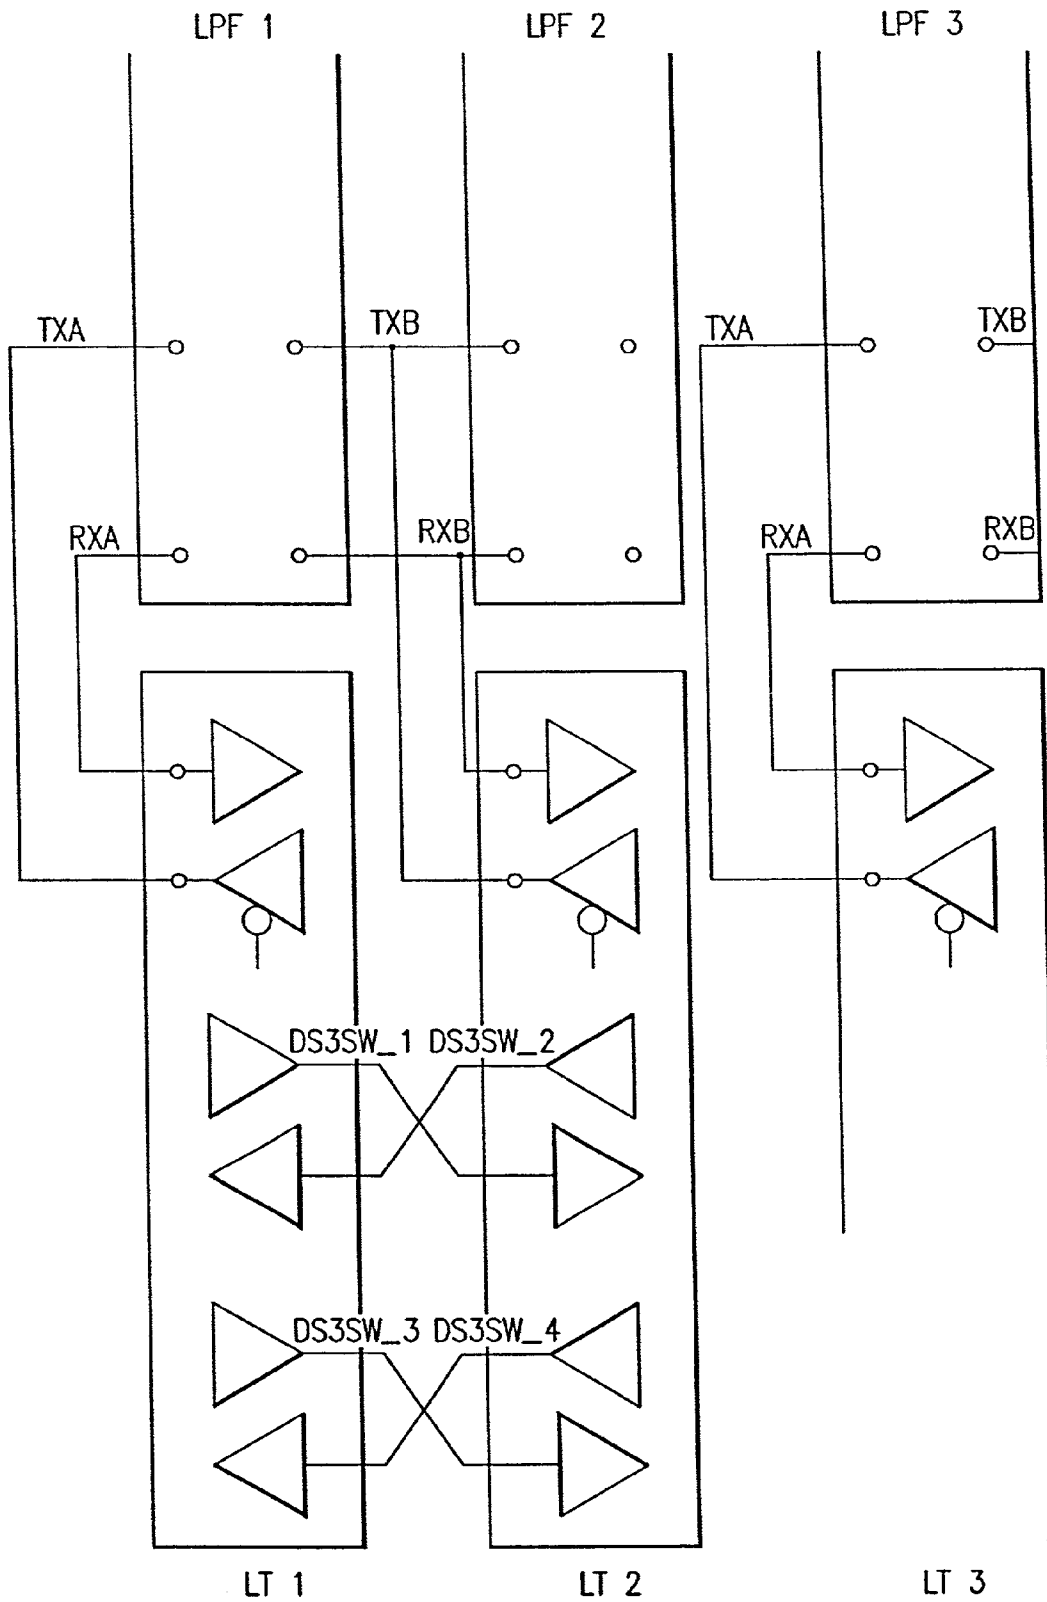 LPF 1
LPF 2
LPF 3
TXA
TXB
TXA
TXB
RXA
RXB
RXA
RXB
DS3SW_1
DS3SW_2
DS3SW_3
DS3SW_4
LT 1
LT 2
LT 3